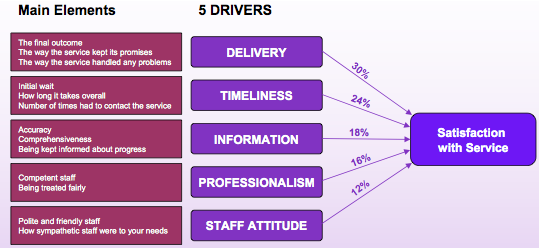 Main Elements
5 DRIVERS
The final outcome
The way the service kept its promises
The way the service handled any problems
DELIVERY
30%
Initial wait
How long it takes overall
Number of times had to contact the service
TIMELINESS
24%
Accuracy
Comprehensiveness
Being kept informed about progress
INFORMATION
18%
Satisfaction
with Service
Competent staff
Being treated fairly
PROFESSIONALISM
16%
Polite and friendly staff
How sympathetic staff were to your needs
STAFF ATTITUDE
12%